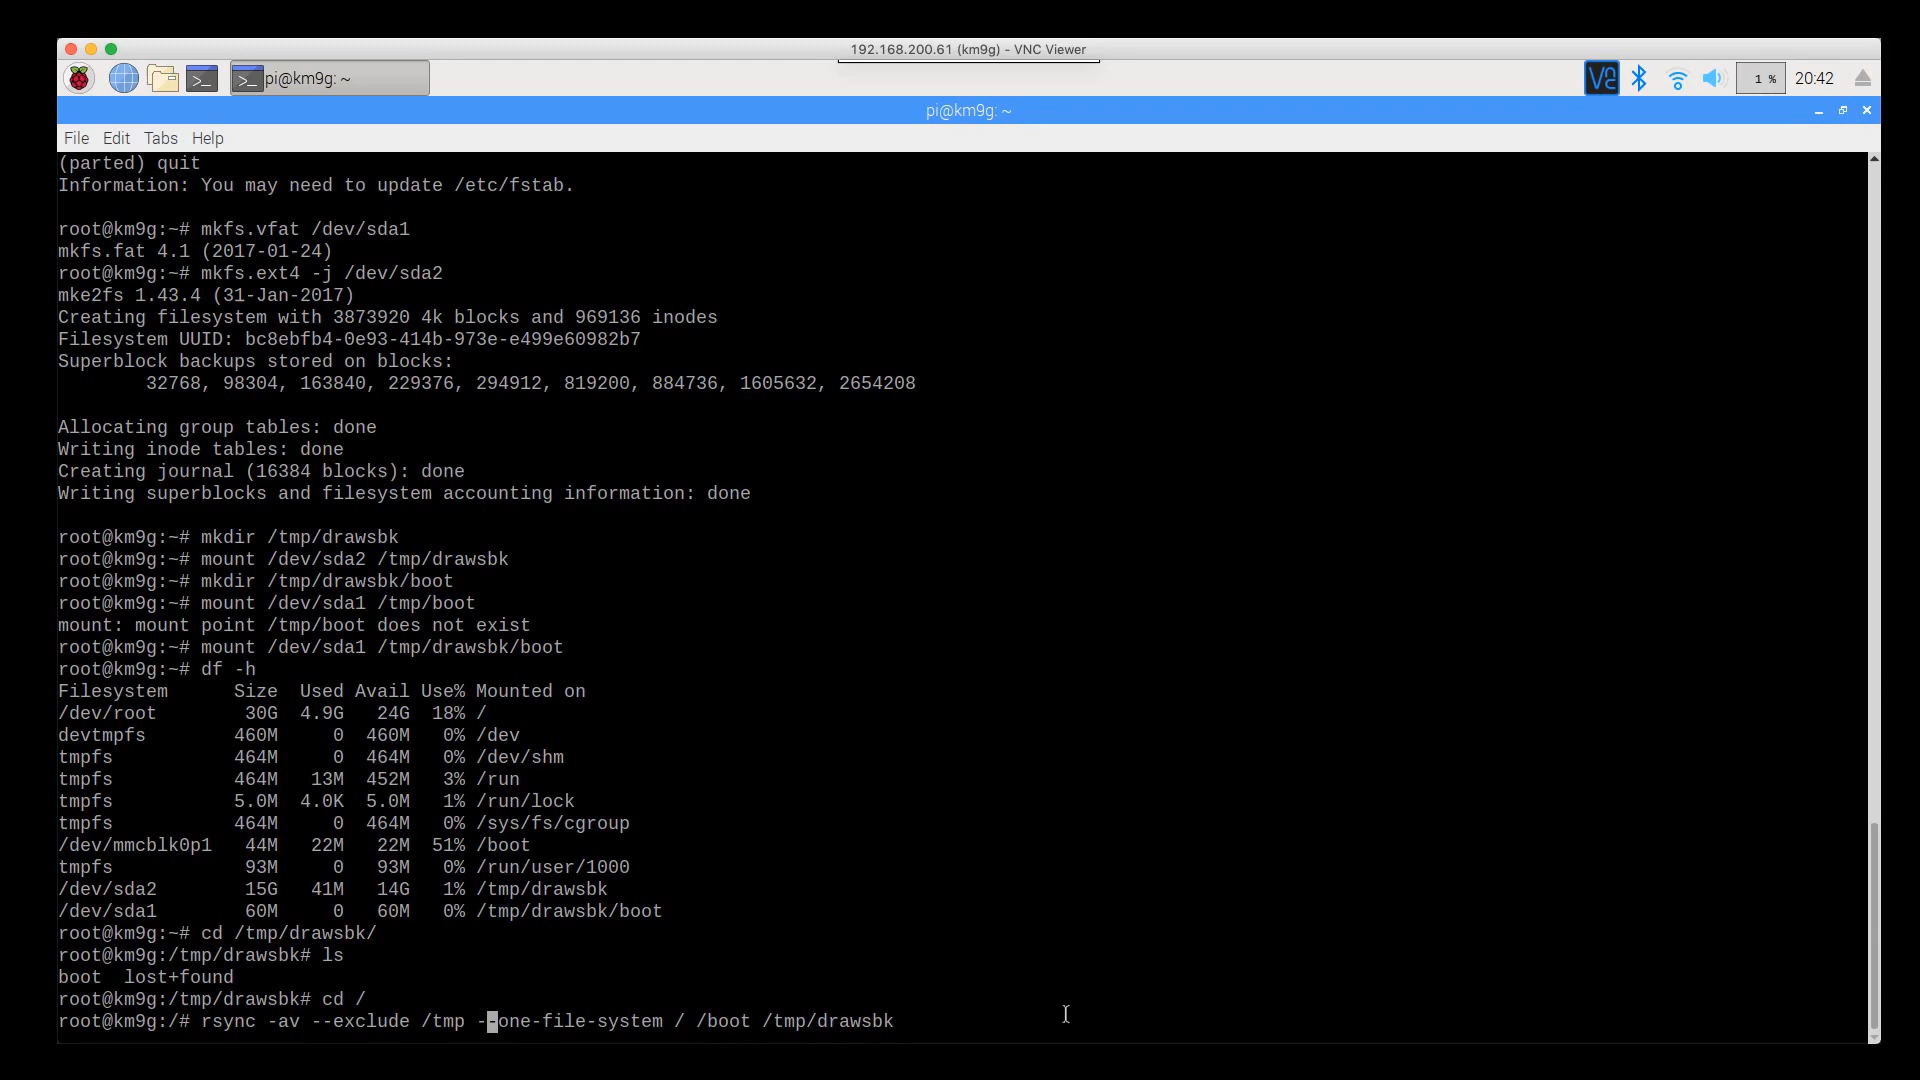 192.168.200.61 (km9g) - VNC Viewer
pi@km9g: ~
1 %
20:42
pi@km9g: ~
File Edit Tabs Help
(parted) quit
Information: You may need to update /etc/fstab.
root@km9g:~# mkfs.vfat /dev/sda1
mkfs.fat 4.1 (2017-01-24)
root@km9g:~# mkfs.ext4 -j /dev/sda2
mke2fs 1.43.4 (31-Jan-2017)
Creating filesystem with 3873920 4k blocks and 969136 inodes
Filesystem UUID: bc8ebfb4-0e93-414b-973e-e499e60982b7
Superblock backups stored on blocks:
32768, 98304, 163840, 229376, 294912, 819200, 884736, 1605632, 2654208
Allocating group tables: done
Writing inode tables: done
Creating journal (16384 blocks): done
Writing superblocks and filesystem accounting information: done
root@km9g:~# mkdir /tmp/drawsbk
root@km9g:~# mount /dev/sda2 /tmp/drawsbk
root@km9g:~# mkdir /tmp/drawsbk/boot
root@km9g:~# mount /dev/sda1 /tmp/boot
mount: mount point /tmp/boot does not exist
root@km9g:~# mount /dev/sda1 /tmp/drawsbk/boot
root@km9g:~# df -h
Filesystem Size Used Avail Use% Mounted on
/dev/root 30G 4.9G 24G 18% /
devtmpfs 460M 0 460M 0% /dev
tmpfs 464M 0 464M 0% /dev/shm
tmpfs 464M 13M 452M 3% /run
tmpfs 5.0M 4.0K 5.0M 1% /run/lock
tmpfs 464M 0 464M 0% /sys/fs/cgroup
/dev/mmcblk0p1 44M 22M 22M 51% /boot
tmpfs 93M 0 93M 0% /run/user/1000
/dev/sda2 15G 41M 14G 1% /tmp/drawsbk
/dev/sda1 60M 0 60M 0% /tmp/drawsbk/boot
root@km9g:~# cd /tmp/drawsbk/
root@km9g:/tmp/drawsbk# ls
boot lost+found
root@km9g:/tmp/drawsbk# cd /
root@km9g:/# rsync -av --exclude /tmp --one-file-system / /boot /tmp/drawsbk